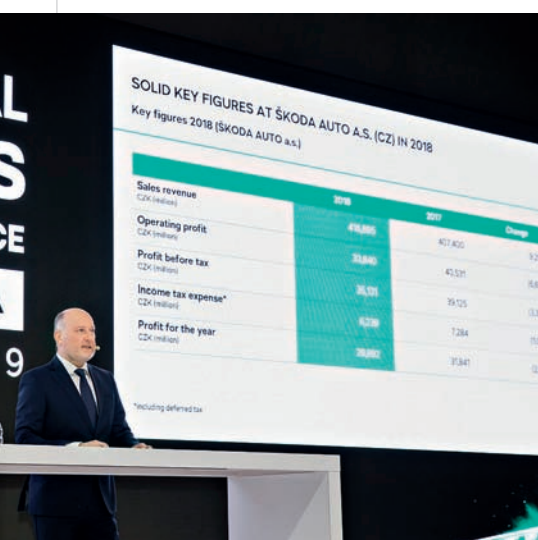 AL
S
CE
A
9
SOLID KEY FIGURES AT ŠKODA AUTO A.S. (CZ) IN 2018
Key figures 2018 (ŠKODA AUTO a.s.)
2018 2017 Change
Sales revenue
CZK (million)
407,400
Operating profit
CZK (million)
40,531
Profit before tax
CZK (million)
39,125
Income tax expense*
CZK (million)
7,284
Profit for the year
CZK (million)
31,841
*including deferred tax